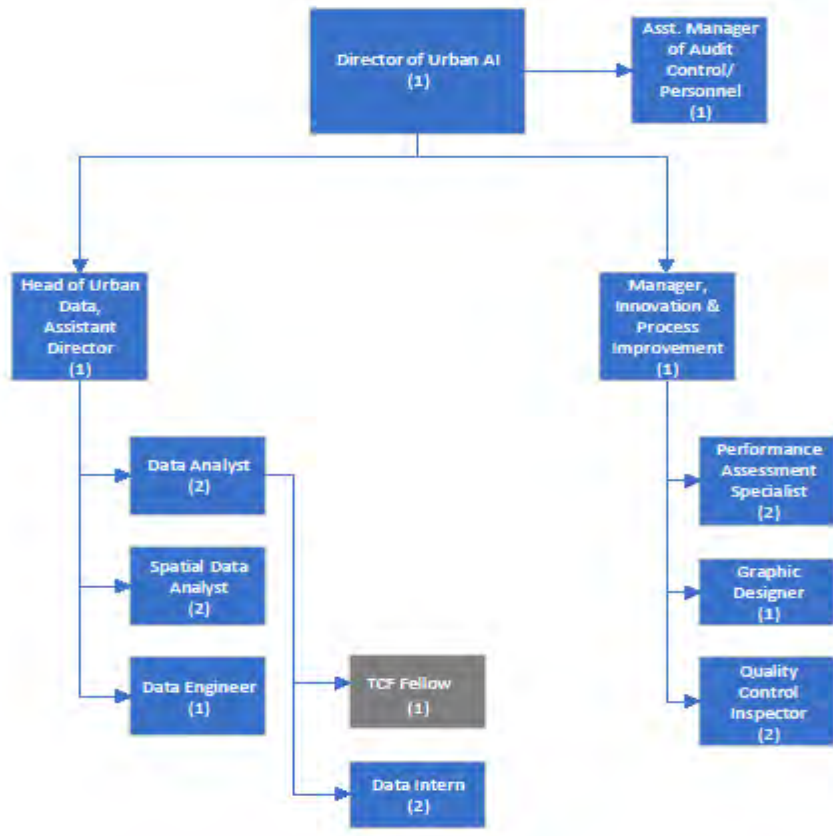 Director of Urban AI
(1)
Asst. Manager
of Audit
Control/
Personnel
(1)
Head of Urban
Data,
Assistant
Director
(1)
Manager,
Innovation &
Process
Improvement
(1)
Data Analyst
(2)
Spatial Data
Analyst
(2)
Data Engineer
(1)
TCF Fellow
(1)
Data Intern
(2)
Performance
Assessment
Specialist
(2)
Graphic
Designer
(1)
Quality
Control
Inspector
(2)